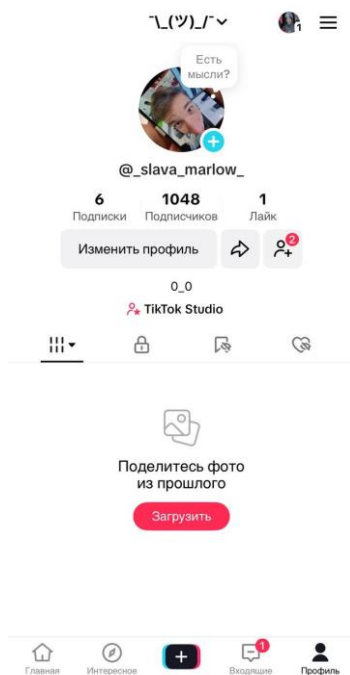 ¯\_(ツ)_/¯
1
Есть
мысли?
@_slava_marlow_
6 1048 1
Подписки Подписчиков Лайк
Изменить профиль
2
0_0
TikTok Studio
Поделитесь фото
из прошлого
Загрузить
1
Главная Интересное Входящие Профиль